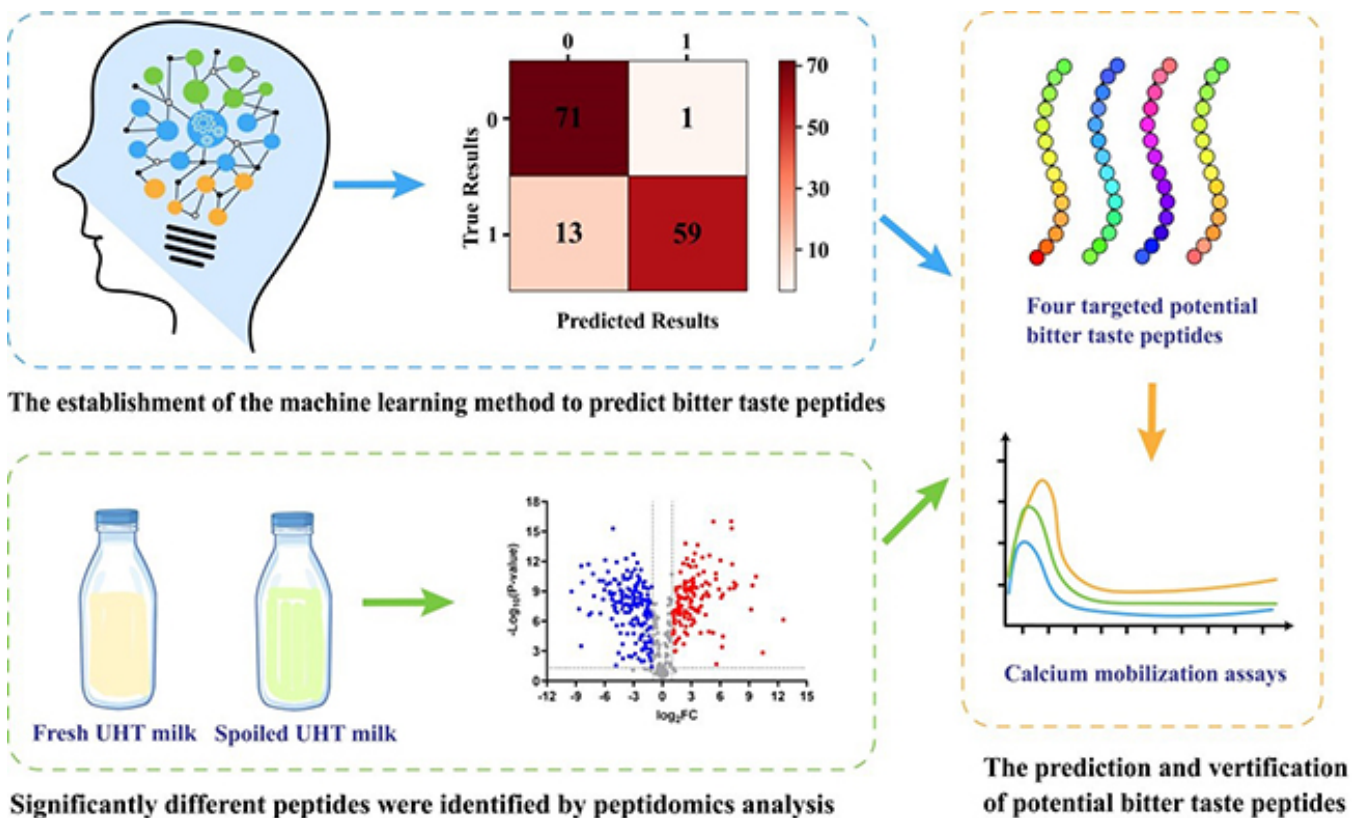 0 1
0
1
True Results
71 1
13 59
70
50
30
10
Predicted Results
The establishment of the machine learning method to predict bitter taste peptides
Fresh UHT milk
Spoiled UHT milk
18
15
12
9
6
3
0
-Log10(P-value)
-12 -9 -6 -3 0 3 6 9 12 15
log2FC
Significantly different peptides were identified by peptidomics analysis
Four targeted potential
bitter taste peptides
Calcium mobilization assays
The prediction and vertification
of potential bitter taste peptides